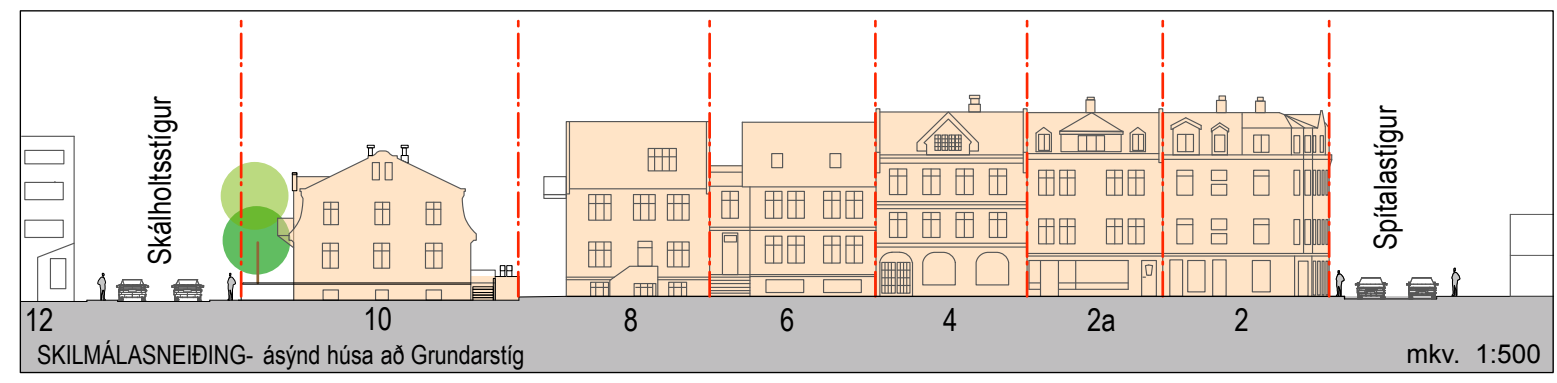 Skálholtsstígur
Spítalastígur
12 10 8 6 4 2a 2
SKILMÁLASNEIÐING- ásýnd húsa að Grundarstíg
mkv. 1:500